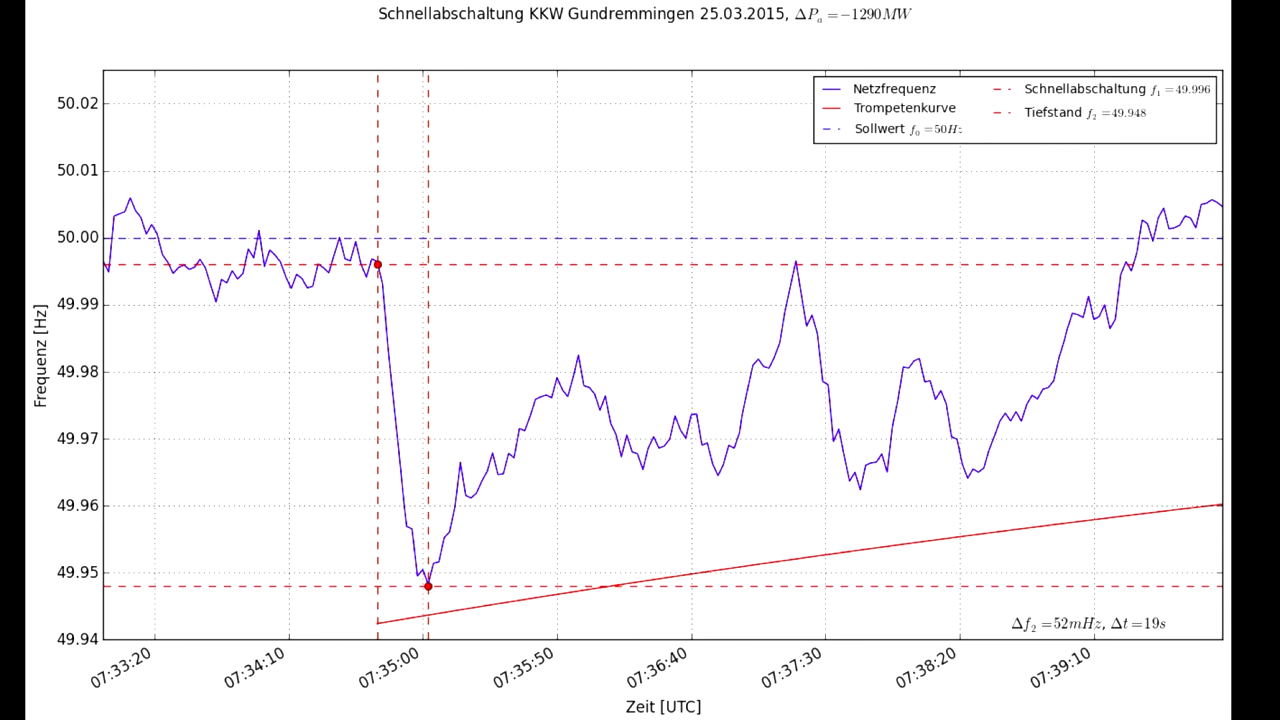 Schnellabschaltung KKW Gundremmingen 25.03.2015, ΔPₐ = −1290MW
Netzfrequenz
Trompetenkurve
Sollwert f₀ = 50Hz
Schnellabschaltung f₁ = 49.996
Tiefstand f₂ = 49.948
50.02
50.01
50.00
49.99
49.98
49.97
49.96
49.95
49.94
Frequenz [Hz]
Δf₂ = 52mHz, Δt = 19s
07:33:20
07:34:10
07:35:00
07:35:50
07:36:40
07:37:30
07:38:20
07:39:10
Zeit [UTC]